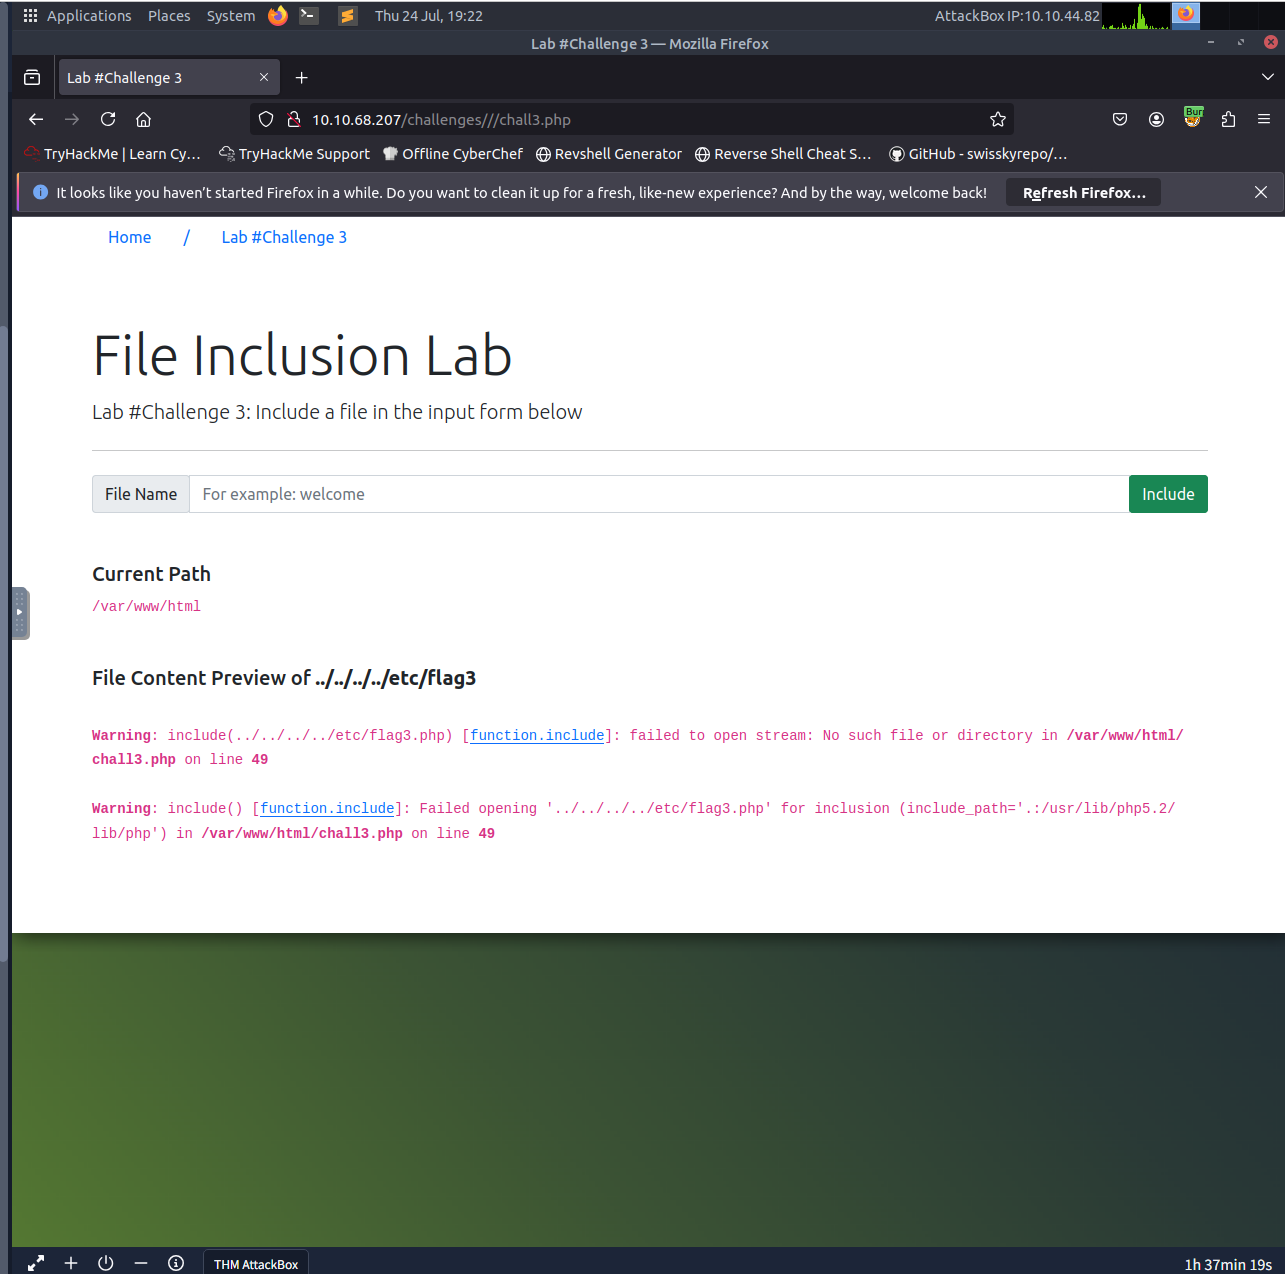 Applications Places System Thu 24 Jul, 19:22 AttackBox IP:10.10.44.82
Lab #Challenge 3 — Mozilla Firefox
Lab #Challenge 3
10.10.68.207/challenges///chall3.php
Burp
TryHackMe | Learn Cy… TryHackMe Support Offline CyberChef Revshell Generator Reverse Shell Cheat S… GitHub - swisskyrepo/…
It looks like you haven’t started Firefox in a while. Do you want to clean it up for a fresh, like-new experience? And by the way, welcome back! Refresh Firefox…
Home / Lab #Challenge 3
File Inclusion Lab
Lab #Challenge 3: Include a file in the input form below
File Name For example: welcome Include
Current Path
/var/www/html
File Content Preview of ../../../../etc/flag3
Warning: include(../../../../etc/flag3.php) [function.include]: failed to open stream: No such file or directory in /var/www/html/
chall3.php on line 49
Warning: include() [function.include]: Failed opening '../../../../etc/flag3.php' for inclusion (include_path='.:/usr/lib/php5.2/
lib/php') in /var/www/html/chall3.php on line 49
THM AttackBox 1h 37min 19s